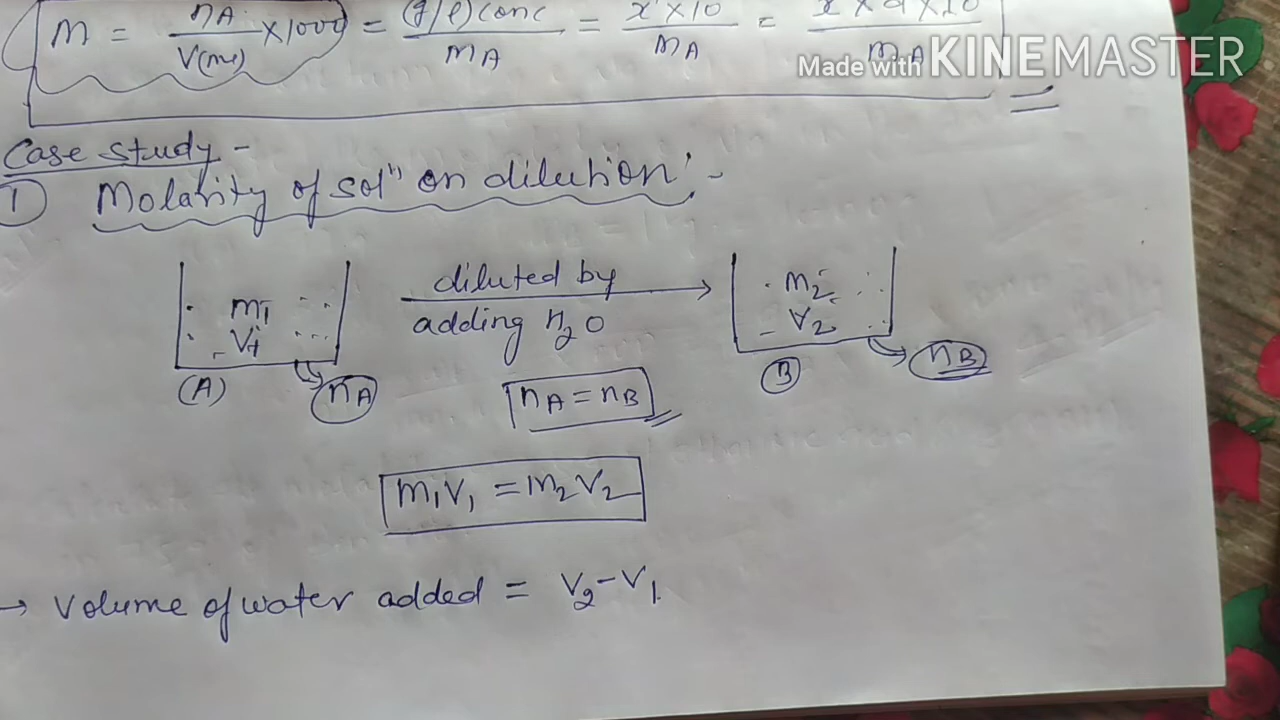 M = nA/V(ml) ×1000 = (g/l) conc/MA = x' × 10/MA = x × d × 10/MA
Made with KINEMASTER
Case study -
1 Molarity of solⁿ on dilution' -
diluted by
adding H2O
M1
V1
(A)
nA
M2
V2
(B)
nB
nA = nB
M1V1 = M2V2
→ Volume of water added = V2 - V1.